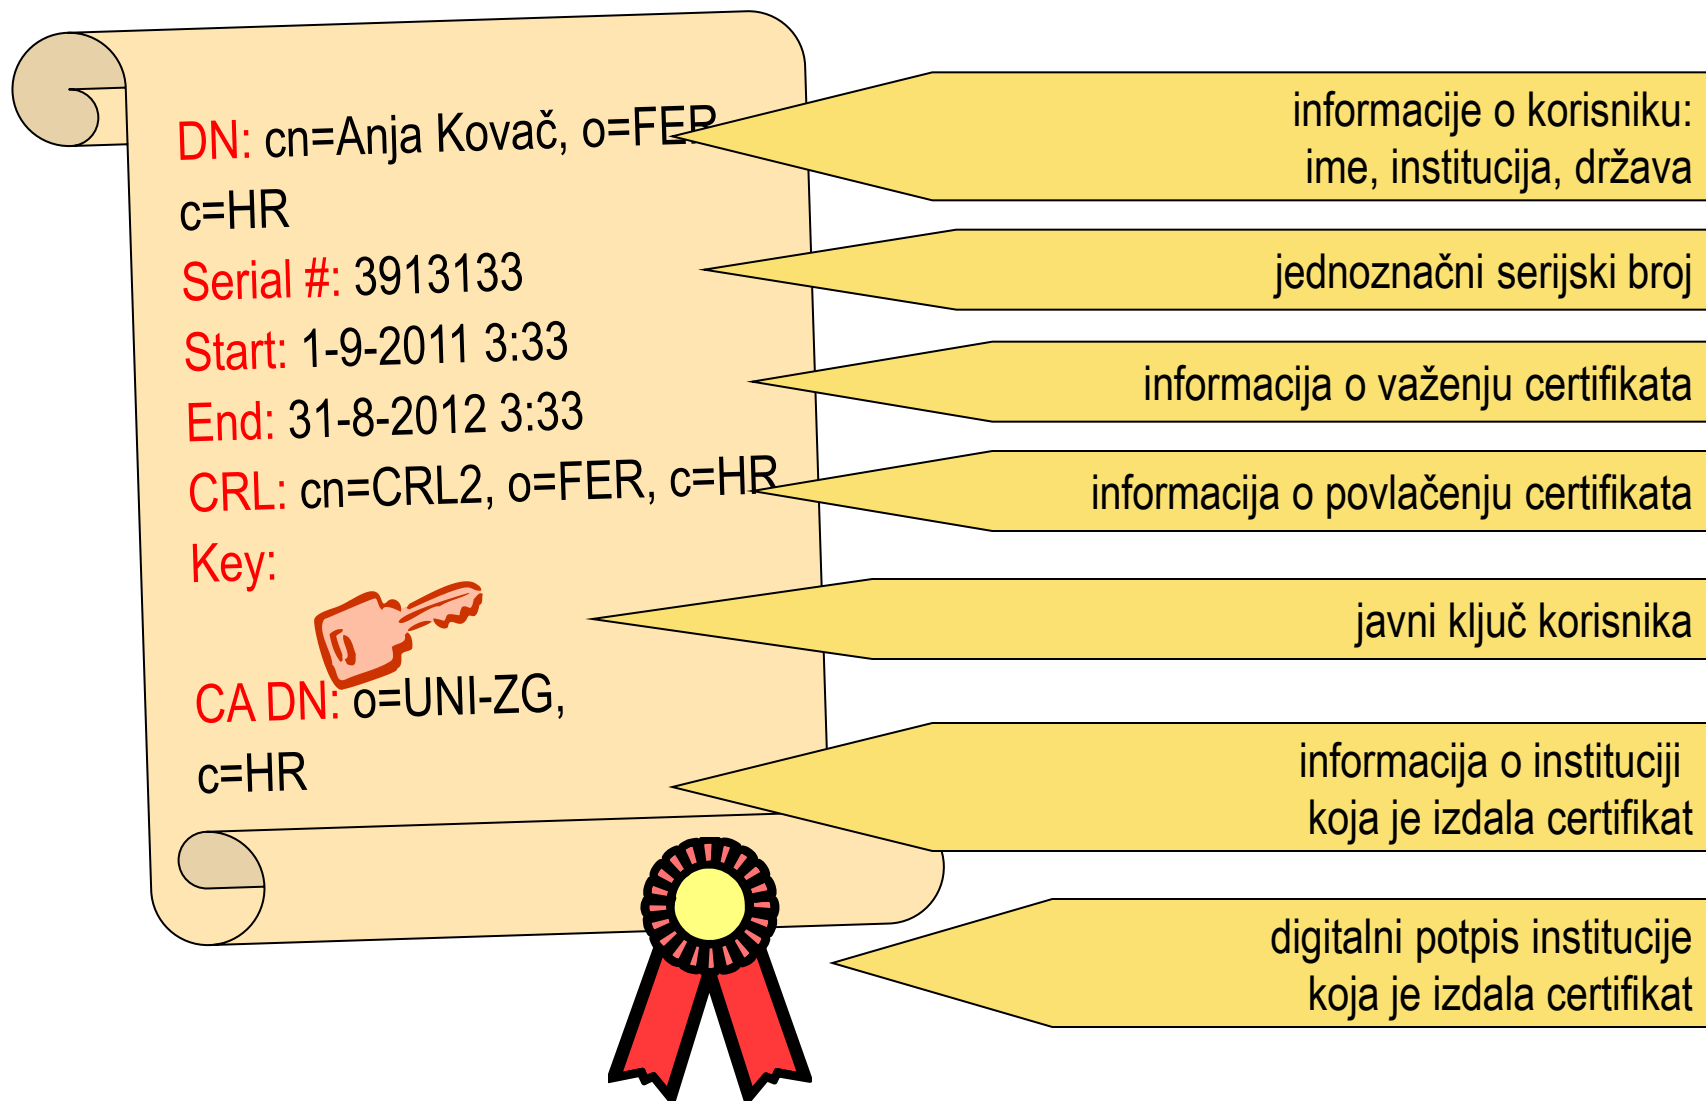 DN: cn=Anja Kovač, o=FER
c=HR
Serial #: 3913133
Start: 1-9-2011 3:33
End: 31-8-2012 3:33
CRL: cn=CRL2, o=FER, c=HR
Key:
CA DN: o=UNI-ZG,
c=HR
informacije o korisniku:
ime, institucija, država
jednoznačni serijski broj
informacija o važenju certifikata
informacija o povlačenju certifikata
javni ključ korisnika
informacija o instituciji
koja je izdala certifikat
digitalni potpis institucije
koja je izdala certifikat